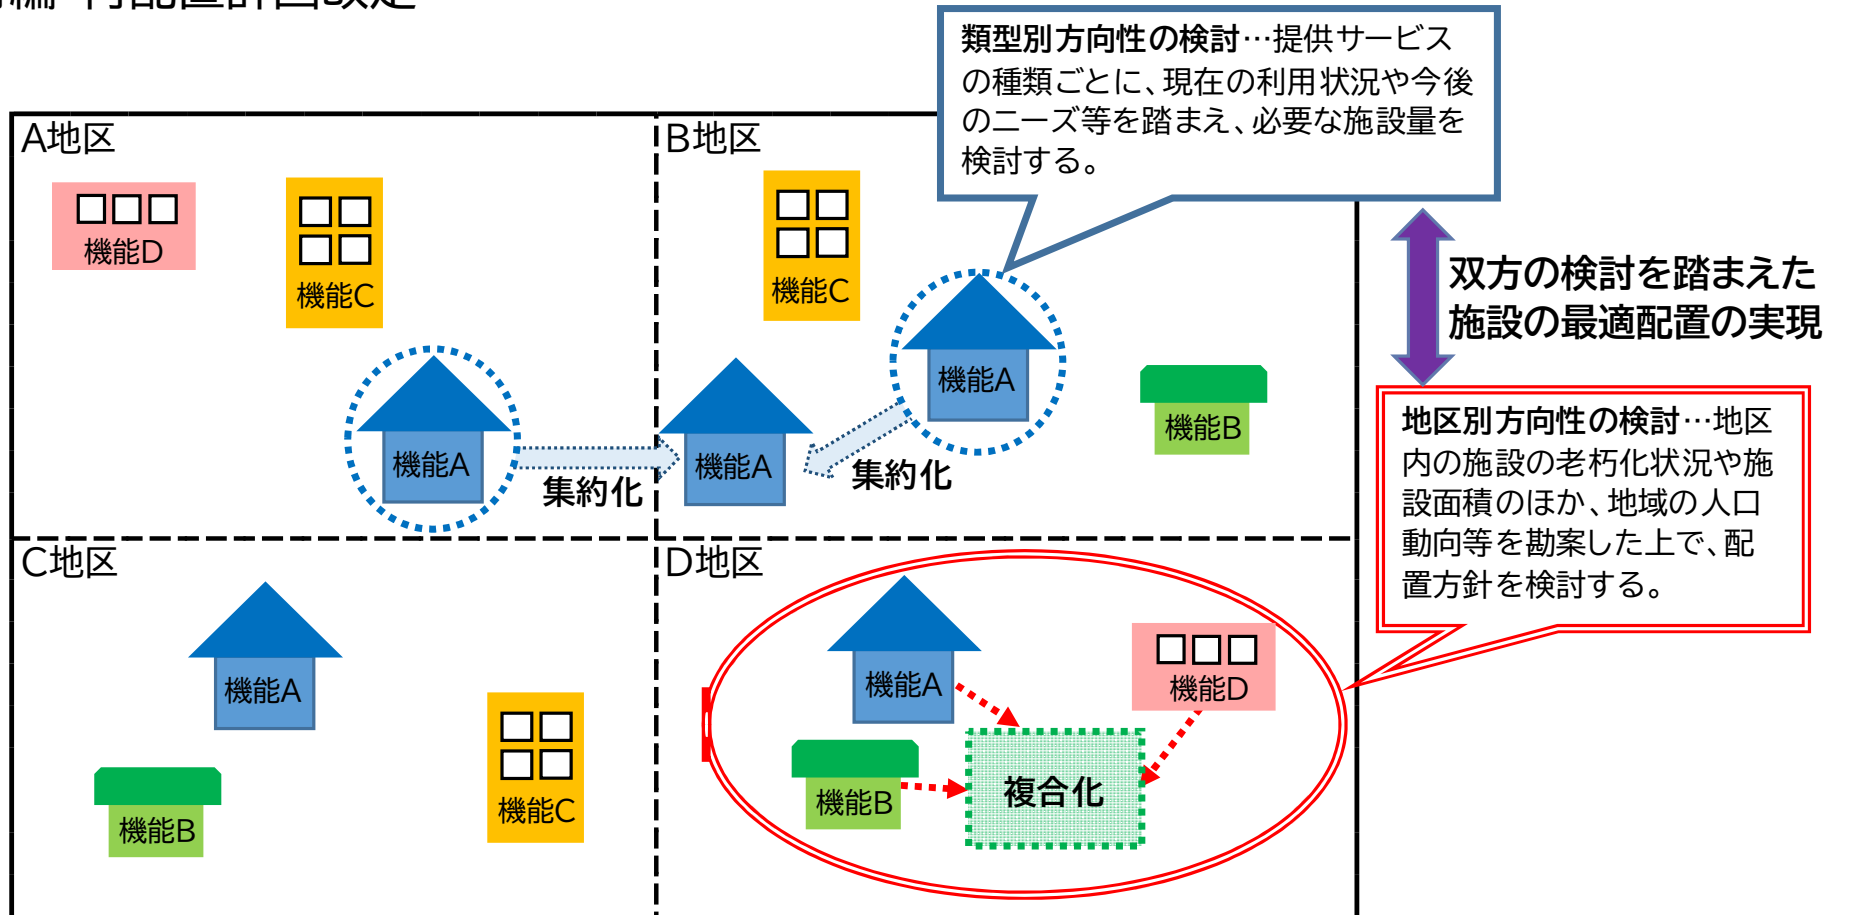 再配置計画改定
類型別方向性の検討…提供サービス
の種類ごとに、現在の利用状況や今後
のニーズ等を踏まえ、必要な施設量を
検討する。
A地区
機能D
機能C
機能A
集約化
B地区
機能C
機能A
機能A
集約化
機能B
双方の検討を踏まえた
施設の最適配置の実現
地区別方向性の検討…地区
内の施設の老朽化状況や施
設面積のほか、地域の人口
動向等を勘案した上で、配
置方針を検討する。
C地区
機能A
機能B
機能C
D地区
機能A
機能D
機能B
複合化